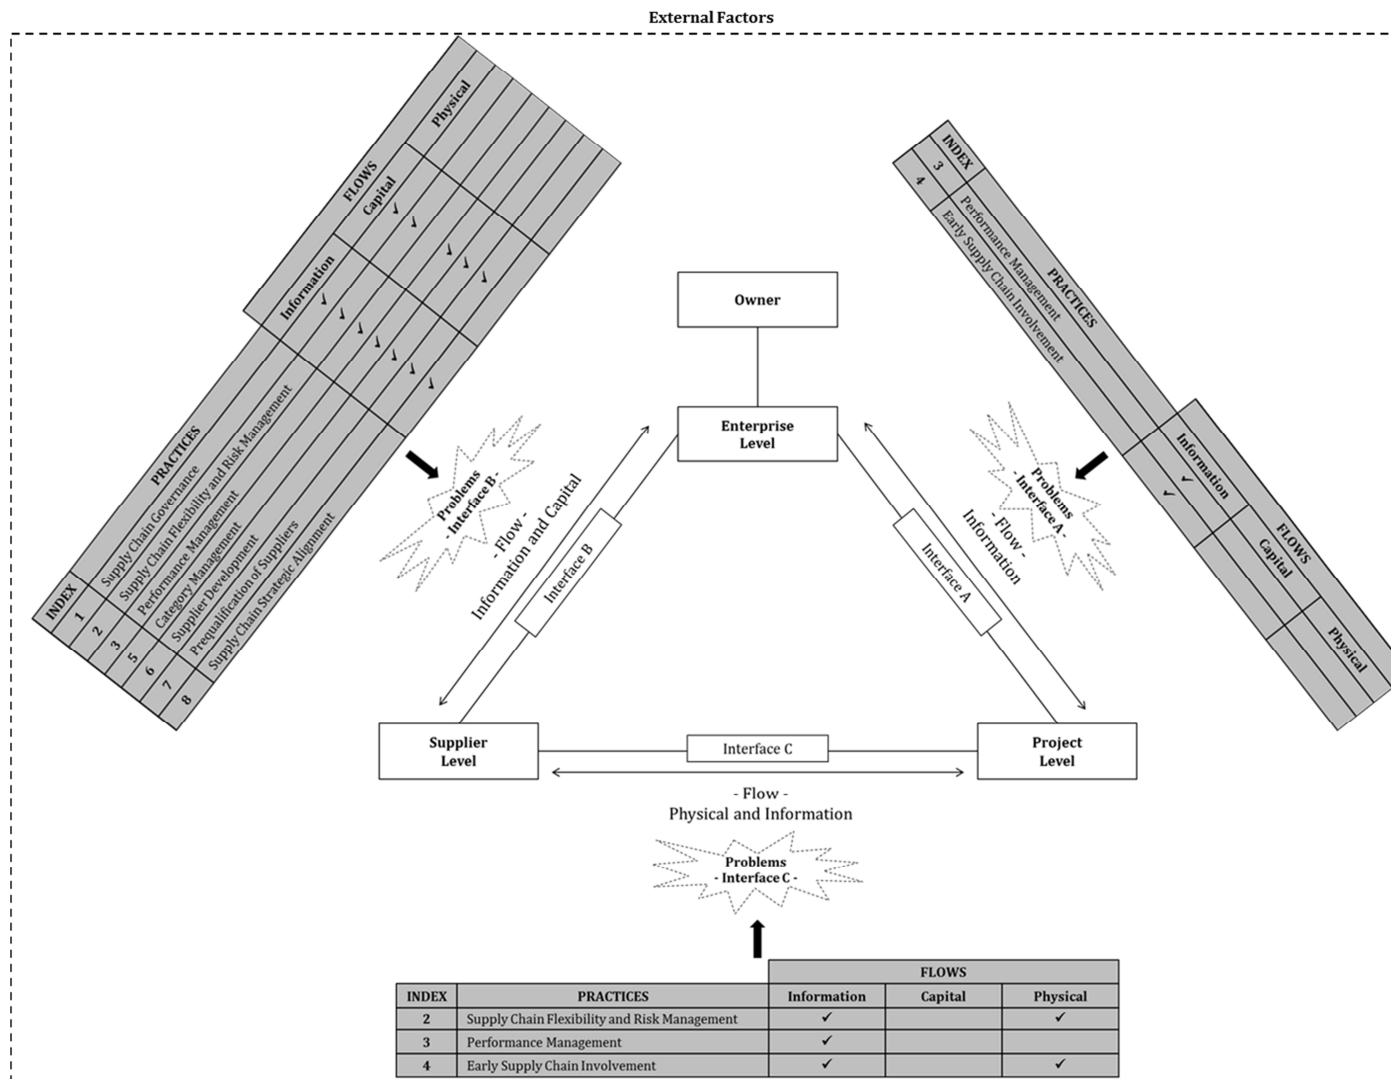 External Factors
FLOWS
Information Capital Physical
INDEX PRACTICES
1 Supply Chain Governance ✓ ✓
2 Supply Chain Flexibility and Risk Management ✓ ✓
3 Performance Management ✓
5 Category Management ✓ ✓
6 Supplier Development ✓ ✓
7 Prequalification of Suppliers ✓ ✓
8 Supply Chain Strategic Alignment ✓
INDEX PRACTICES
FLOWS
Information Capital Physical
3 Performance Management ✓
4 Early Supply Chain Involvement ✓
Owner
Enterprise
Level
Problems
- Interface B -
- Flow -
Information and Capital
Interface B
Interface A
- Flow -
Information
Problems
- Interface A -
Supplier
Level
Interface C
Project
Level
- Flow -
Physical and Information
Problems
- Interface C -
FLOWS
INDEX PRACTICES Information Capital Physical
2 Supply Chain Flexibility and Risk Management ✓ ✓
3 Performance Management ✓
4 Early Supply Chain Involvement ✓ ✓